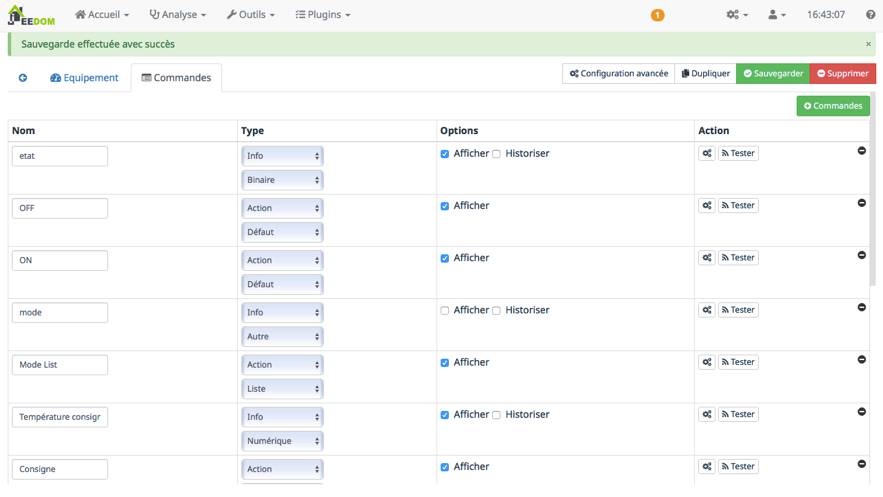 JEEDOM Accueil Analyse Outils Plugins 1 16:43:07
Sauvegarde effectuée avec succès ×
Equipement Commandes Configuration avancée Dupliquer Sauvegarder Supprimer
Commandes
Nom Type Options Action
etat Info Afficher Historiser Tester
Binaire
OFF Action Afficher Tester
Défaut
ON Action Afficher Tester
Défaut
mode Info Afficher Historiser Tester
Autre
Mode List Action Afficher Tester
Liste
Température consigr Info Afficher Historiser Tester
Numérique
Consigne Action Afficher Tester